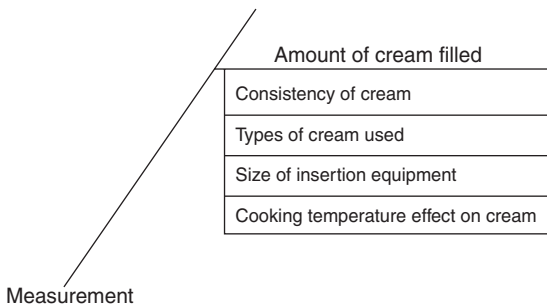 Amount of cream filled
Consistency of cream
Types of cream used
Size of insertion equipment
Cooking temperature effect on cream
Measurement